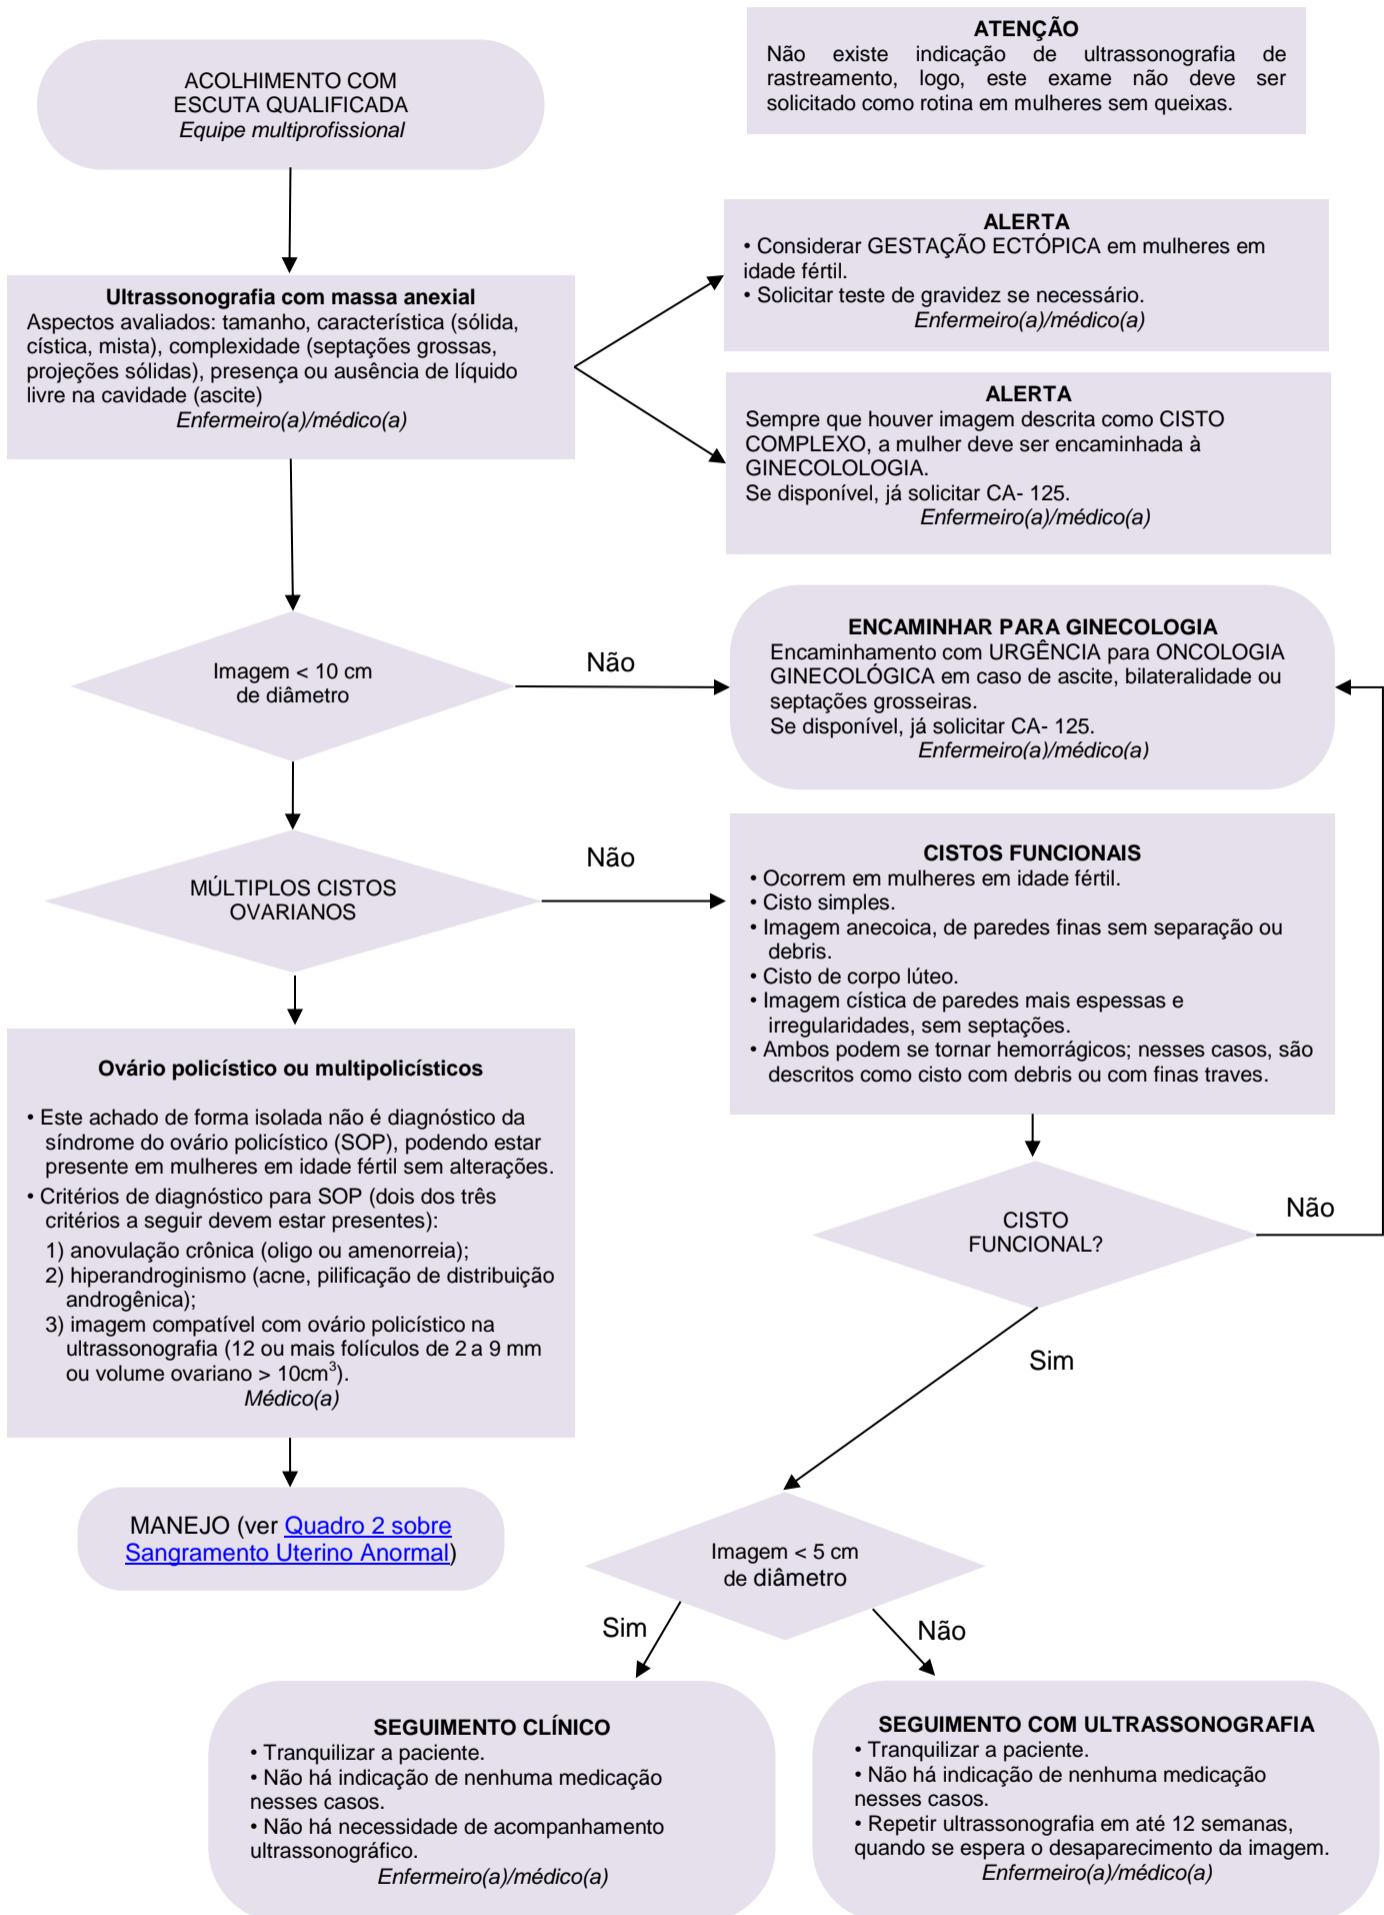 ATENÇÃO
Não existe indicação de ultrassonografia de
rastreamento, logo, este exame não deve ser
solicitado como rotina em mulheres sem queixas.
ACOLHIMENTO COM
ESCUTA QUALIFICADA
Equipe multiprofissional
ALERTA
• Considerar GESTAÇÃO ECTÓPICA em mulheres em
idade fértil.
• Solicitar teste de gravidez se necessário.
Enfermeiro(a)/médico(a)
Ultrassonografia com massa anexial
Aspectos avaliados: tamanho, característica (sólida,
cística, mista), complexidade (septações grossas,
projeções sólidas), presença ou ausência de líquido
livre na cavidade (ascite)
Enfermeiro(a)/médico(a)
ALERTA
Sempre que houver imagem descrita como CISTO
COMPLEXO, a mulher deve ser encaminhada à
GINECOLOLOGIA.
Se disponível, já solicitar CA- 125.
Enfermeiro(a)/médico(a)
Imagem < 10 cm
de diâmetro
Não
ENCAMINHAR PARA GINECOLOGIA
Encaminhamento com URGÊNCIA para ONCOLOGIA
GINECOLÓGICA em caso de ascite, bilateralidade ou
septações grosseiras.
Se disponível, já solicitar CA- 125.
Enfermeiro(a)/médico(a)
MÚLTIPLOS CISTOS
OVARIANOS
Não
CISTOS FUNCIONAIS
• Ocorrem em mulheres em idade fértil.
• Cisto simples.
• Imagem anecoica, de paredes finas sem separação ou
debris.
• Cisto de corpo lúteo.
• Imagem cística de paredes mais espessas e
irregularidades, sem septações.
• Ambos podem se tornar hemorrágicos; nesses casos, são
descritos como cisto com debris ou com finas traves.
Ovário policístico ou multipolicísticos
• Este achado de forma isolada não é diagnóstico da
síndrome do ovário policístico (SOP), podendo estar
presente em mulheres em idade fértil sem alterações.
• Critérios de diagnóstico para SOP (dois dos três
critérios a seguir devem estar presentes):
1) anovulação crônica (oligo ou amenorreia);
2) hiperandroginismo (acne, pilificação de distribuição
androgênica);
3) imagem compatível com ovário policístico na
ultrassonografia (12 ou mais folículos de 2 a 9 mm
ou volume ovariano > 10cm³).
Médico(a)
CISTO
FUNCIONAL?
Não
Sim
MANEJO (ver Quadro 2 sobre
Sangramento Uterino Anormal)
Imagem < 5 cm
de diâmetro
Sim
Não
SEGUIMENTO CLÍNICO
• Tranquilizar a paciente.
• Não há indicação de nenhuma medicação
nesses casos.
• Não há necessidade de acompanhamento
ultrassonográfico.
Enfermeiro(a)/médico(a)
SEGUIMENTO COM ULTRASSONOGRAFIA
• Tranquilizar a paciente.
• Não há indicação de nenhuma medicação
nesses casos.
• Repetir ultrassonografia em até 12 semanas,
quando se espera o desaparecimento da imagem.
Enfermeiro(a)/médico(a)